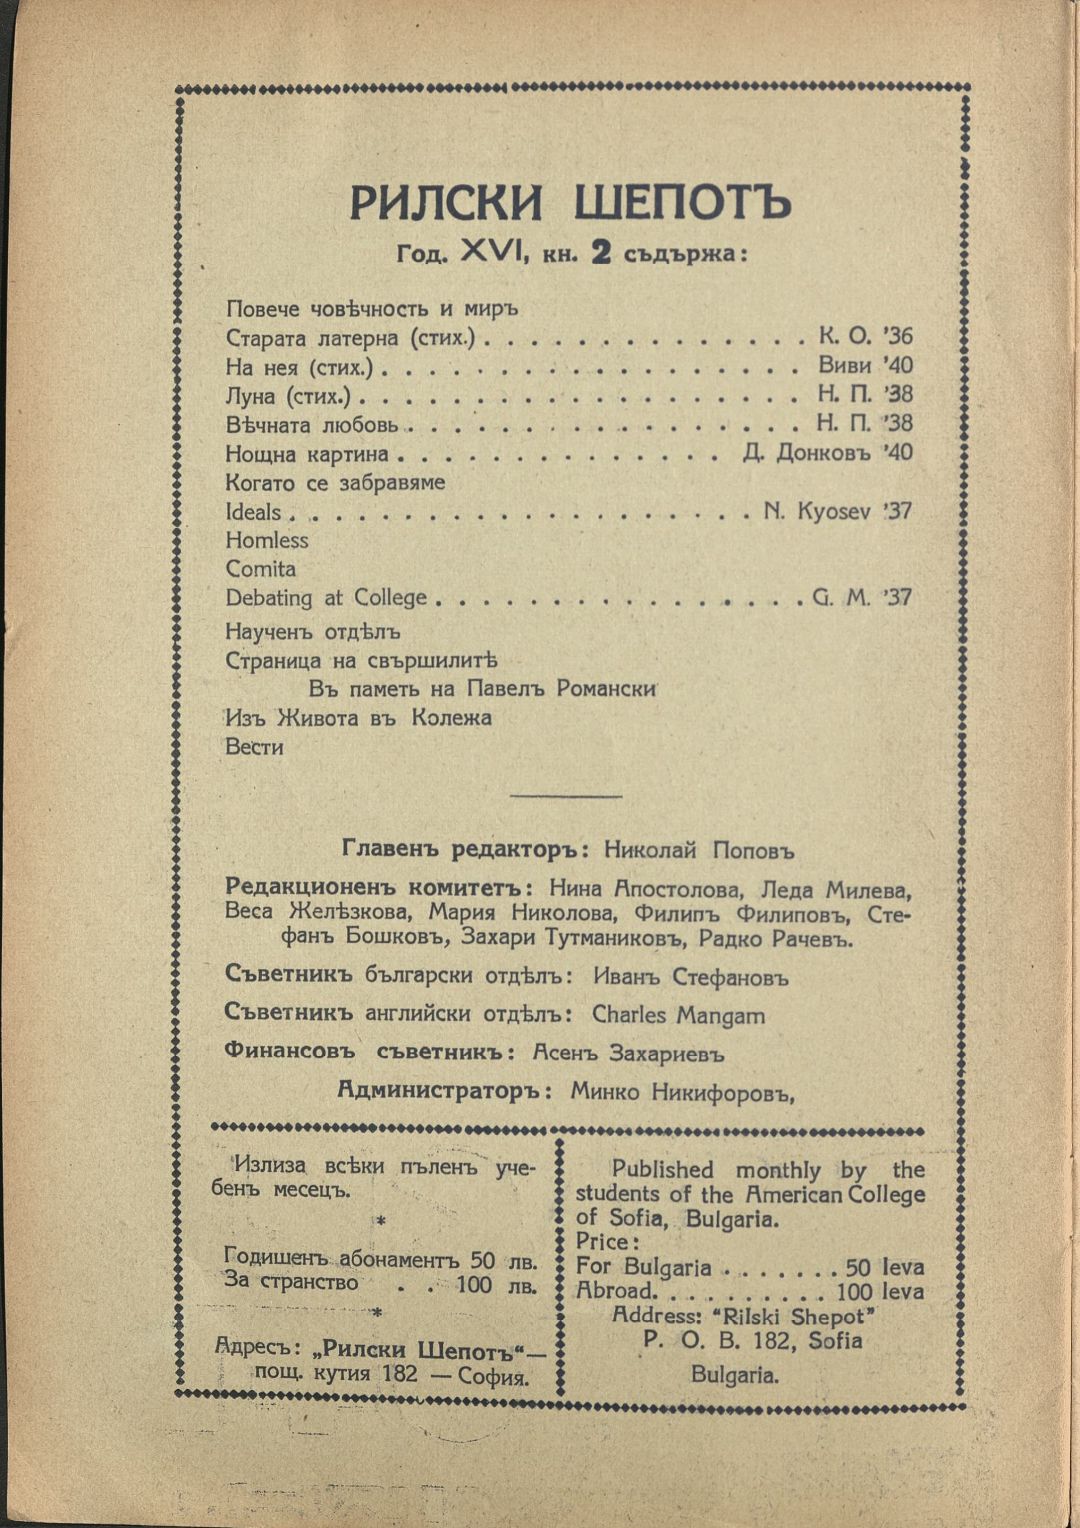 РИЛСКИ ШЕПОТЪ
Год. XVI, кн. 2 съдържа:
Повече човѣчность и миръ
Старата латерна (стих.) . . . . . . . . . . . . . . К. О. '36
На нея (стих.) . . . . . . . . . . . . . . . . . . Виви '40
Луна (стих.) . . . . . . . . . . . . . . . . . . . Н. П. '38
Вѣчната любовь . . . . . . . . . . . . . . . . . Н. П. '38
Нощна картина . . . . . . . . . . . . . . Д. Донковъ '40
Когато се забравяме
Ideals . . . . . . . . . . . . . . . . . . . . N. Kyosev '37
Homless
Comita
Debating at College . . . . . . . . . . . . . . . . G. M. '37
Наученъ отдѣлъ
Страница на свършилитѣ
Въ паметь на Павелъ Романски
Изъ Живота въ Колежа
Вести
Главенъ редакторъ: Николай Поповъ
Редакционенъ комитетъ: Нина Апостолова, Леда Милева,
Веса Желѣзкова, Мария Николова, Филипъ Филиповъ, Сте-
фанъ Бошковъ, Захари Тутманиковъ, Радко Рачевъ.
Съветникъ български отдѣлъ: Иванъ Стефановъ
Съветникъ английски отдѣлъ: Charles Mangam
Финансовъ съветникъ: Асенъ Захариевъ
Администраторъ: Минко Никифоровъ,
Излиза всѣки пъленъ уче-
бенъ месецъ.
*
Годишенъ абонаментъ 50 лв.
За странство . . 100 лв.
*
Адресъ: „Рилски Шепотъ“—
пощ. кутия 182 — София.
Published monthly by the
students of the American College
of Sofia, Bulgaria.
Price:
For Bulgaria . . . . . . . 50 leva
Abroad. . . . . . . . . . 100 leva
Address: “Rilski Shepot”
P. O. B. 182, Sofia
Bulgaria.